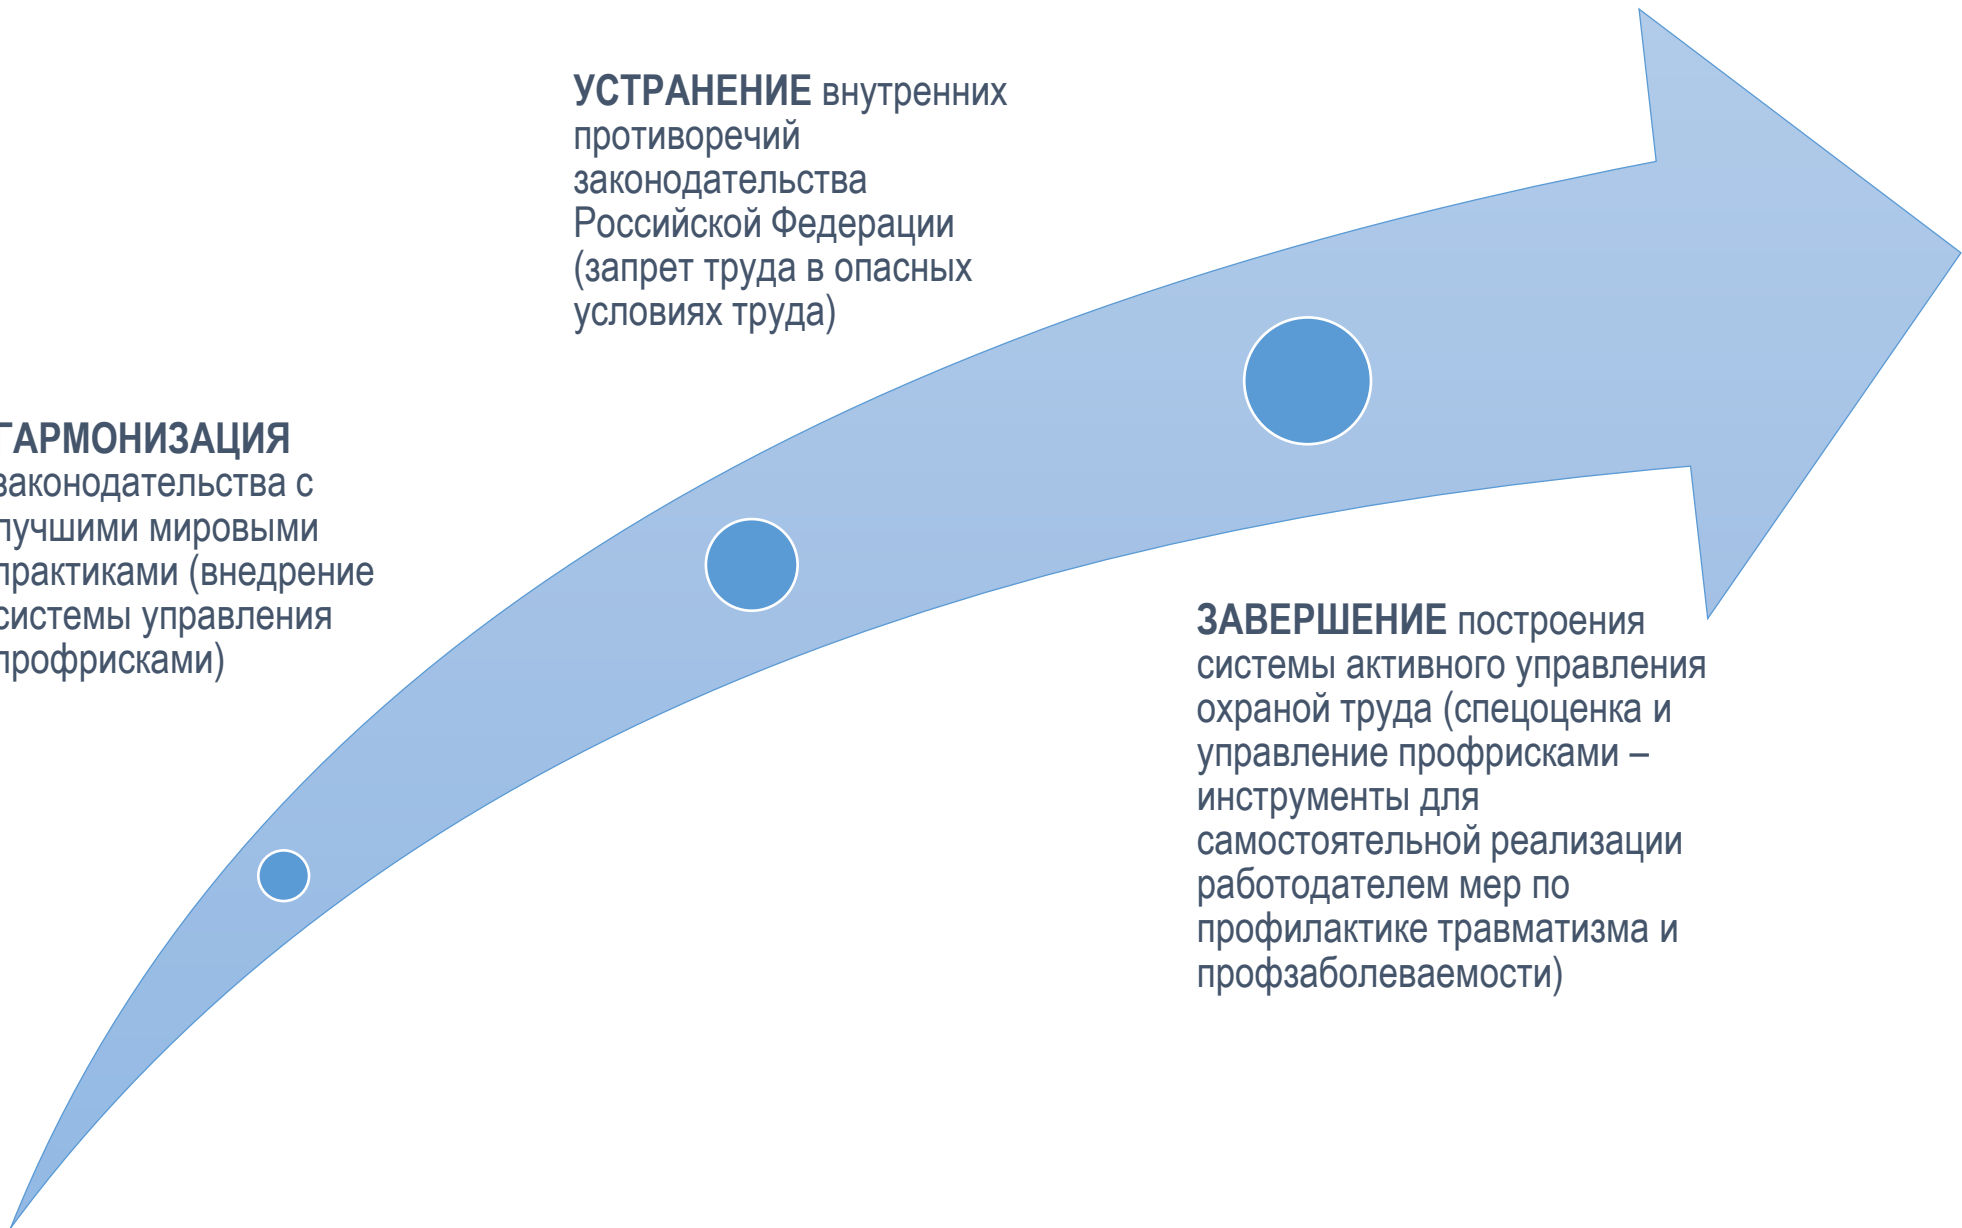 ГАРМОНИЗАЦИЯ
законодательства с
лучшими мировыми
практиками (внедрение
системы управления
профрисками)
УСТРАНЕНИЕ внутренних
противоречий
законодательства
Российской Федерации
(запрет труда в опасных
условиях труда)
ЗАВЕРШЕНИЕ построения
системы активного управления
охраной труда (спецоценка и
управление профрисками –
инструменты для
самостоятельной реализации
работодателем мер по
профилактике травматизма и
профзаболеваемости)